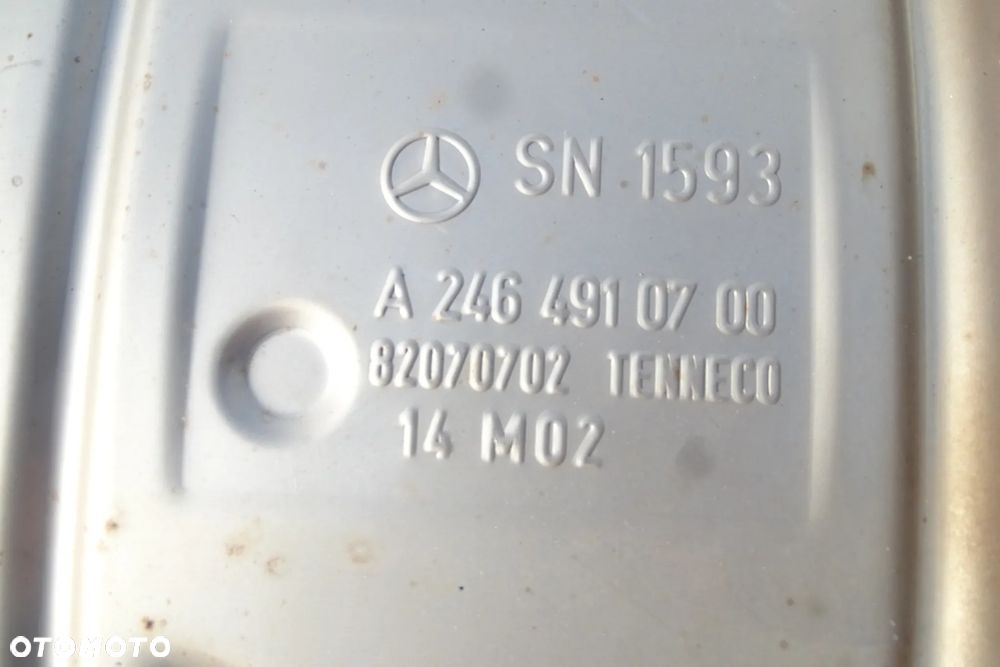 SN 1593
A 246 491 07 00
82070702 TENNECO
14 M02
OTOMOTO